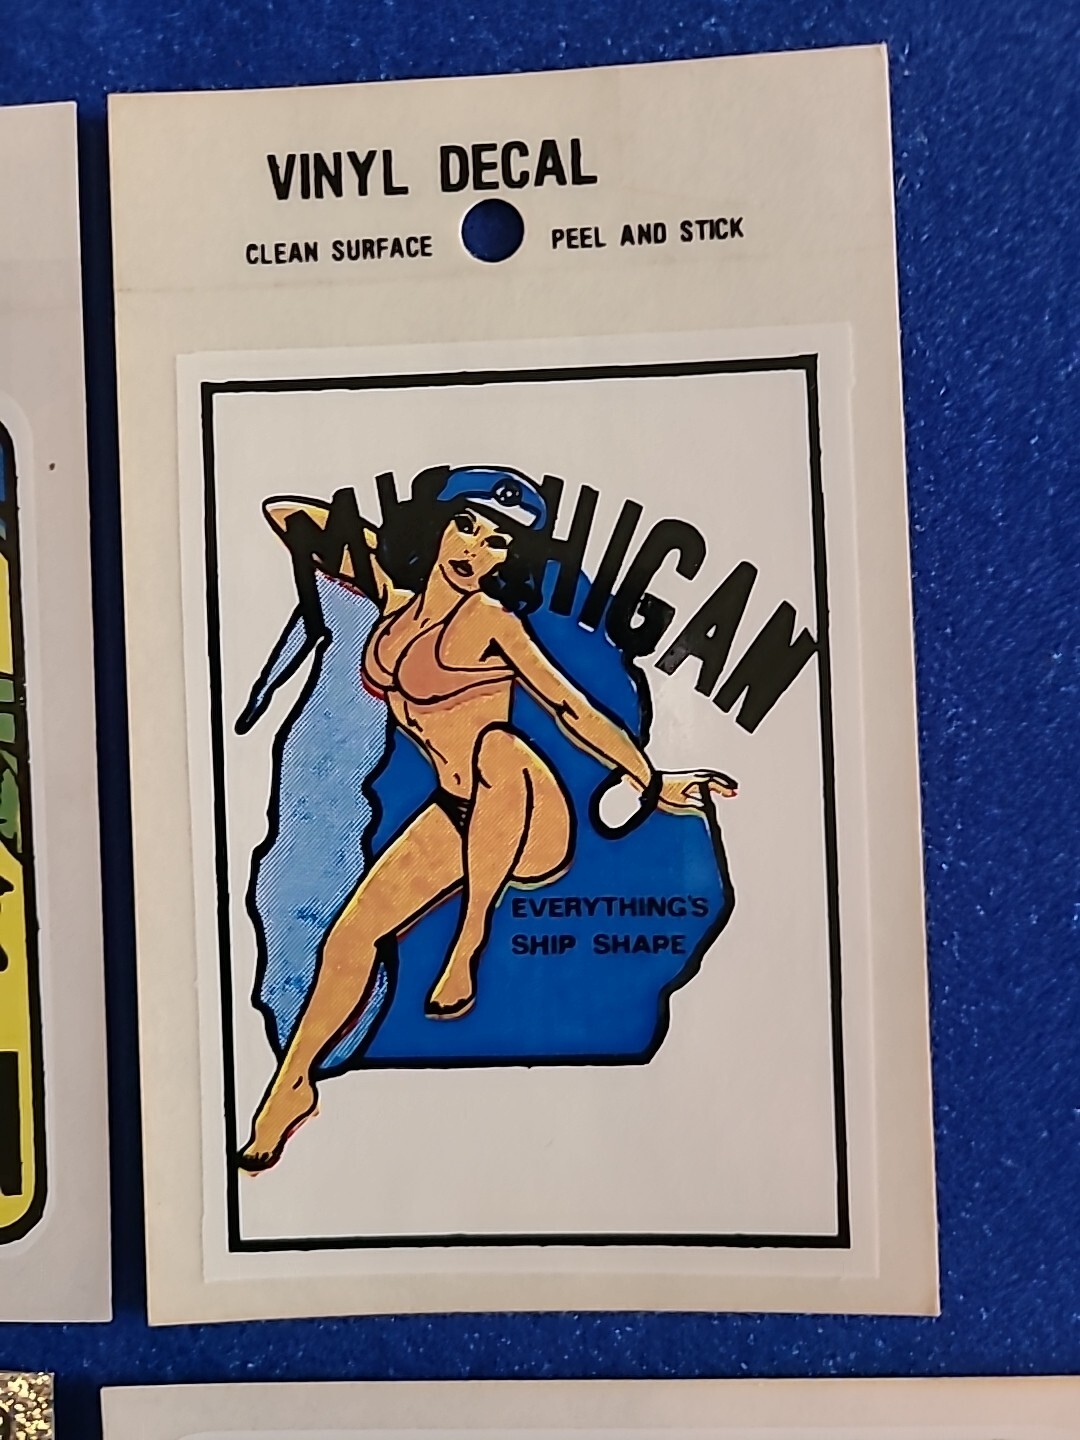 VINYL DECAL
CLEAN SURFACE PEEL AND STICK
MICHIGAN
EVERYTHING'S
SHIP SHAPE